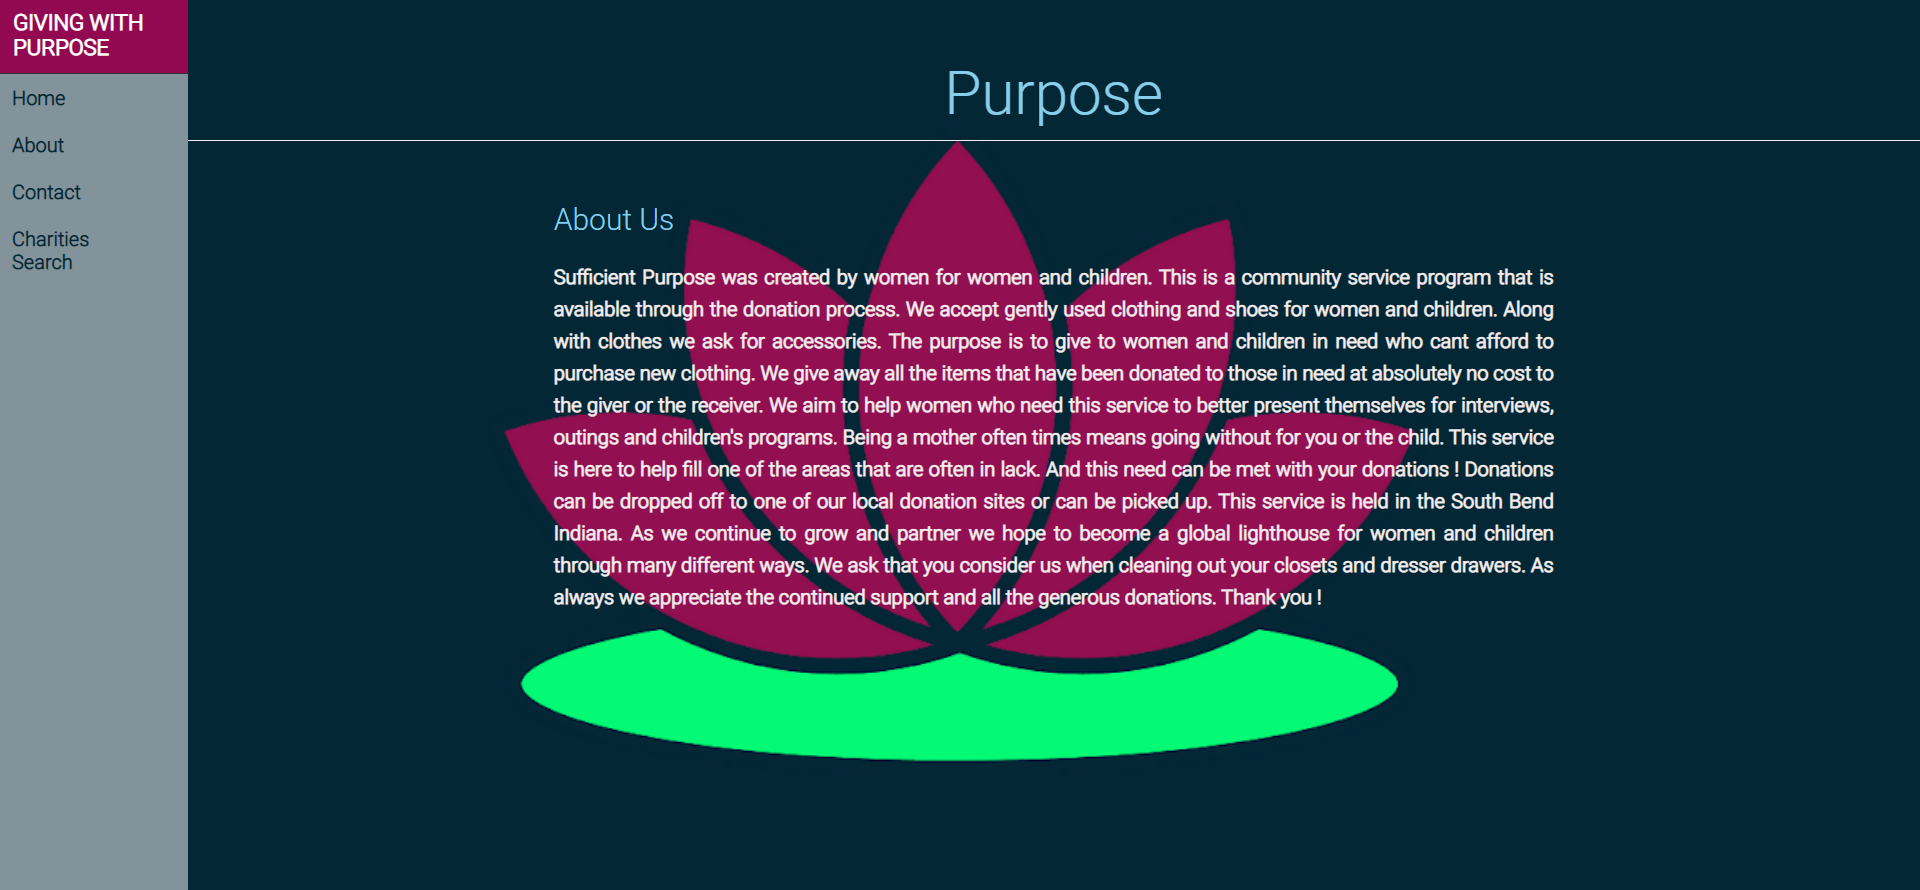 GIVING WITH
PURPOSE
Home
About
Contact
Charities
Search
Purpose
About Us
Sufficient Purpose was created by women for women and children. This is a community service program that is
available through the donation process. We accept gently used clothing and shoes for women and children. Along
with clothes we ask for accessories. The purpose is to give to women and children in need who cant afford to
purchase new clothing. We give away all the items that have been donated to those in need at absolutely no cost to
the giver or the receiver. We aim to help women who need this service to better present themselves for interviews,
outings and children's programs. Being a mother often times means going without for you or the child. This service
is here to help fill one of the areas that are often in lack. And this need can be met with your donations ! Donations
can be dropped off to one of our local donation sites or can be picked up. This service is held in the South Bend
Indiana. As we continue to grow and partner we hope to become a global lighthouse for women and children
through many different ways. We ask that you consider us when cleaning out your closets and dresser drawers. As
always we appreciate the continued support and all the generous donations. Thank you !